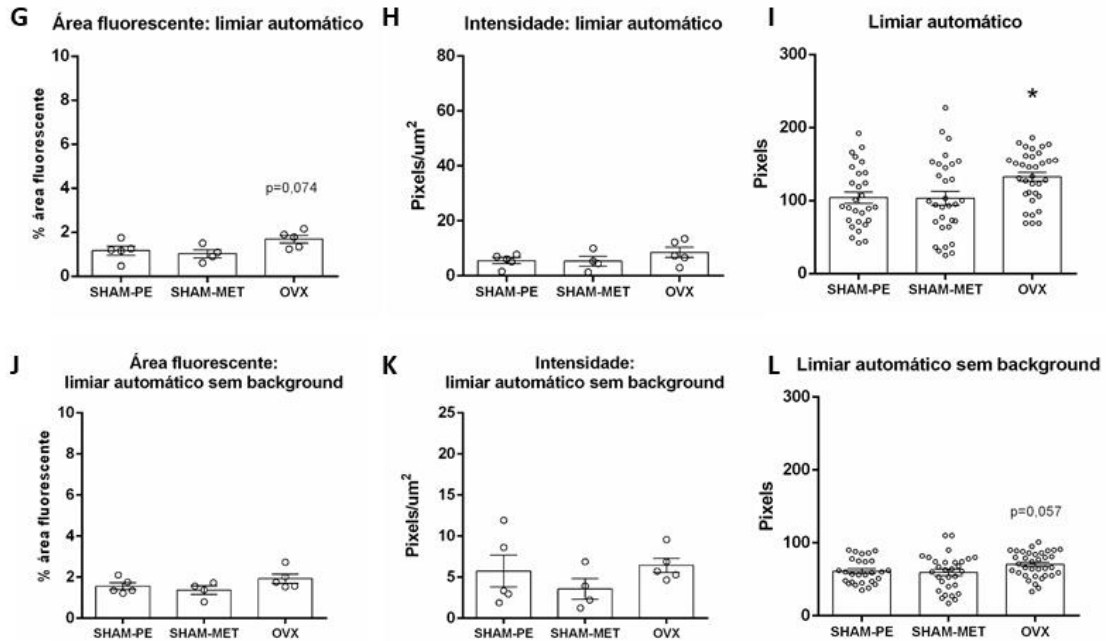 G
Área fluorescente: limiar automático
% área fluorescente
10
8
6
4
2
0
p=0,074
SHAM-PE
SHAM-MET
OVX
H
Intensidade: limiar automático
Pixels/um²
80
60
40
20
0
SHAM-PE
SHAM-MET
OVX
I
Limiar automático
Pixels
300
200
100
0
*
SHAM-PE
SHAM-MET
OVX
J
Área fluorescente:
limiar automático sem background
% área fluorescente
10
8
6
4
2
0
SHAM-PE
SHAM-MET
OVX
K
Intensidade:
limiar automático sem background
Pixels/um²
25
20
15
10
5
0
SHAM-PE
SHAM-MET
OVX
L
Limiar automático sem background
Pixels
300
200
100
0
p=0,057
SHAM-PE
SHAM-MET
OVX